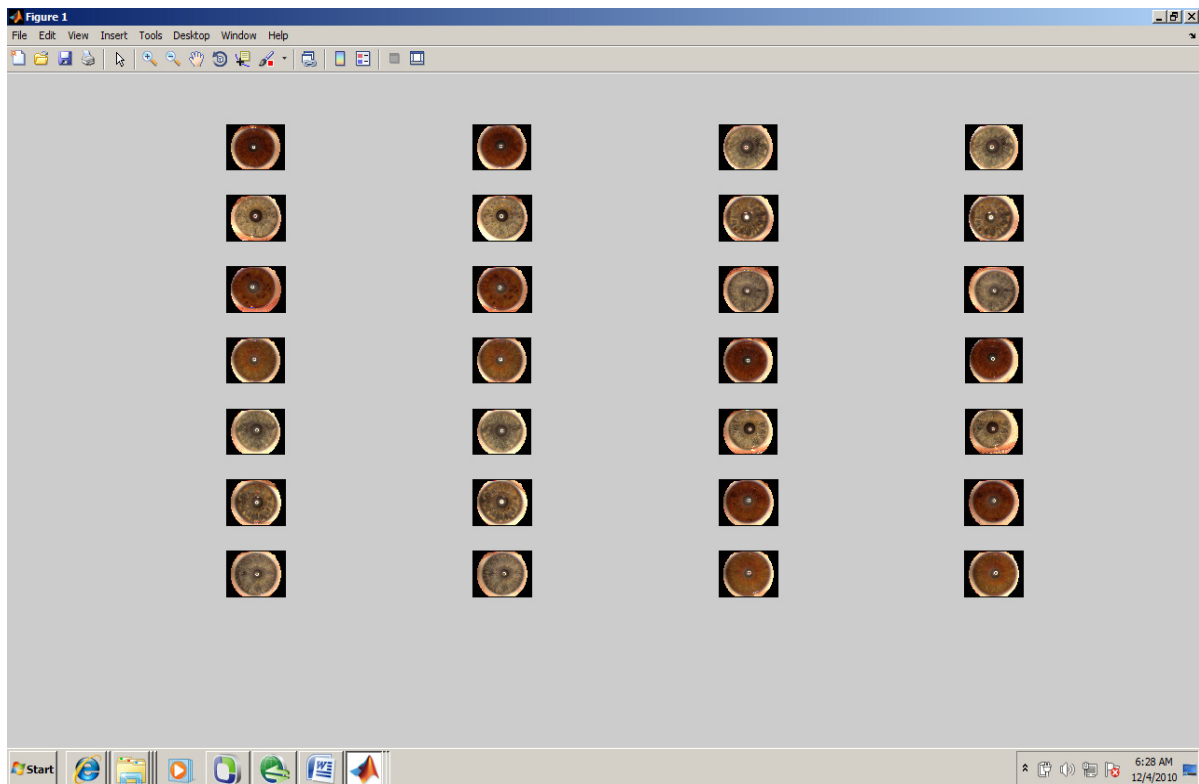 Figure 1
File Edit View Insert Tools Desktop Window Help
Start
6:28 AM
12/4/2010